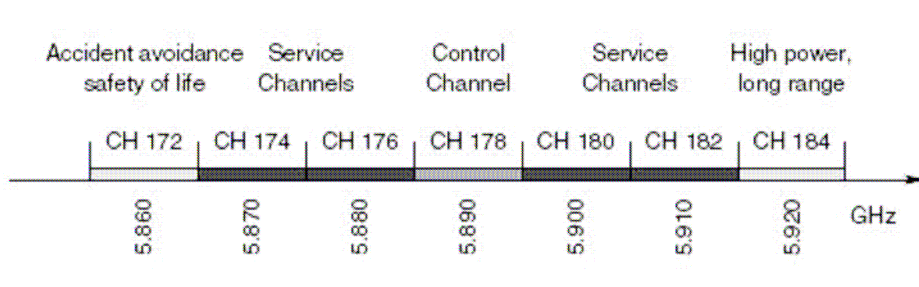 Accident avoidance
safety of life
Service
Channels
Control
Channel
Service
Channels
High power,
long range
CH 172
CH 174
CH 176
CH 178
CH 180
CH 182
CH 184
5.860
5.870
5.880
5.890
5.900
5.910
5.920
GHz